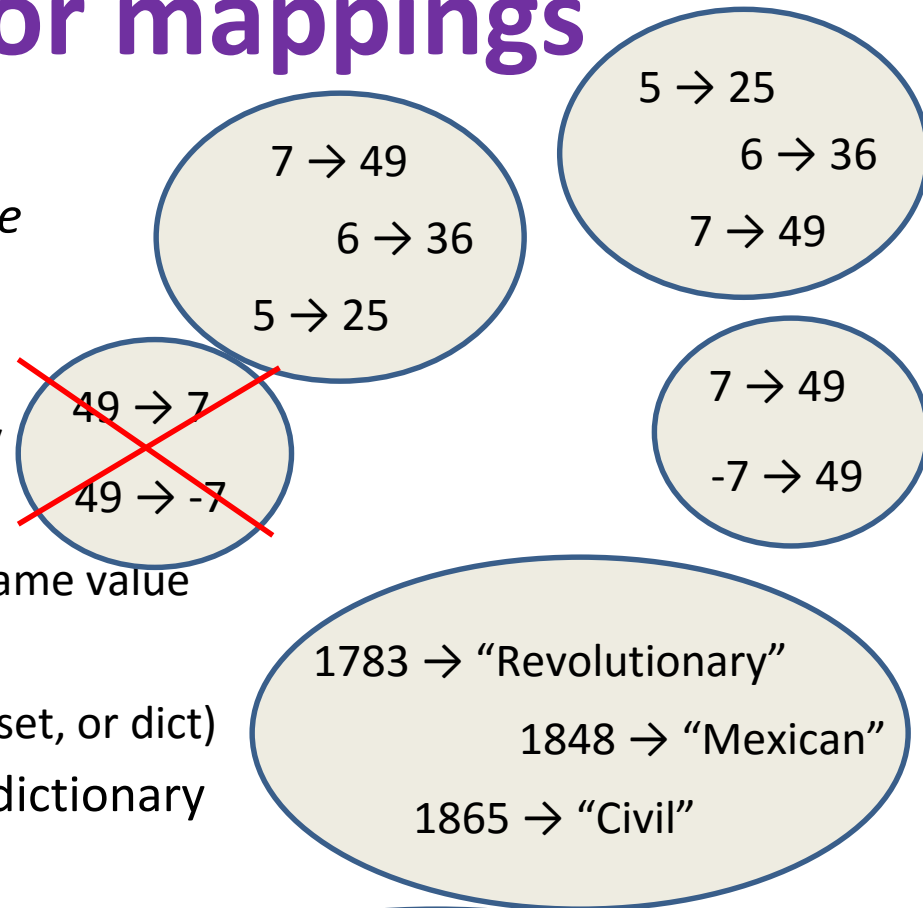 or mappings
5 → 25
7 → 49
6 → 36
e
6 → 36
7 → 49
5 → 25
7 → 49
49 → 7
-7 → 49
49 → -7
ame value
1783 → “Revolutionary”
set, or dict)
1848 → “Mexican”
dictionary
1865 → “Civil”